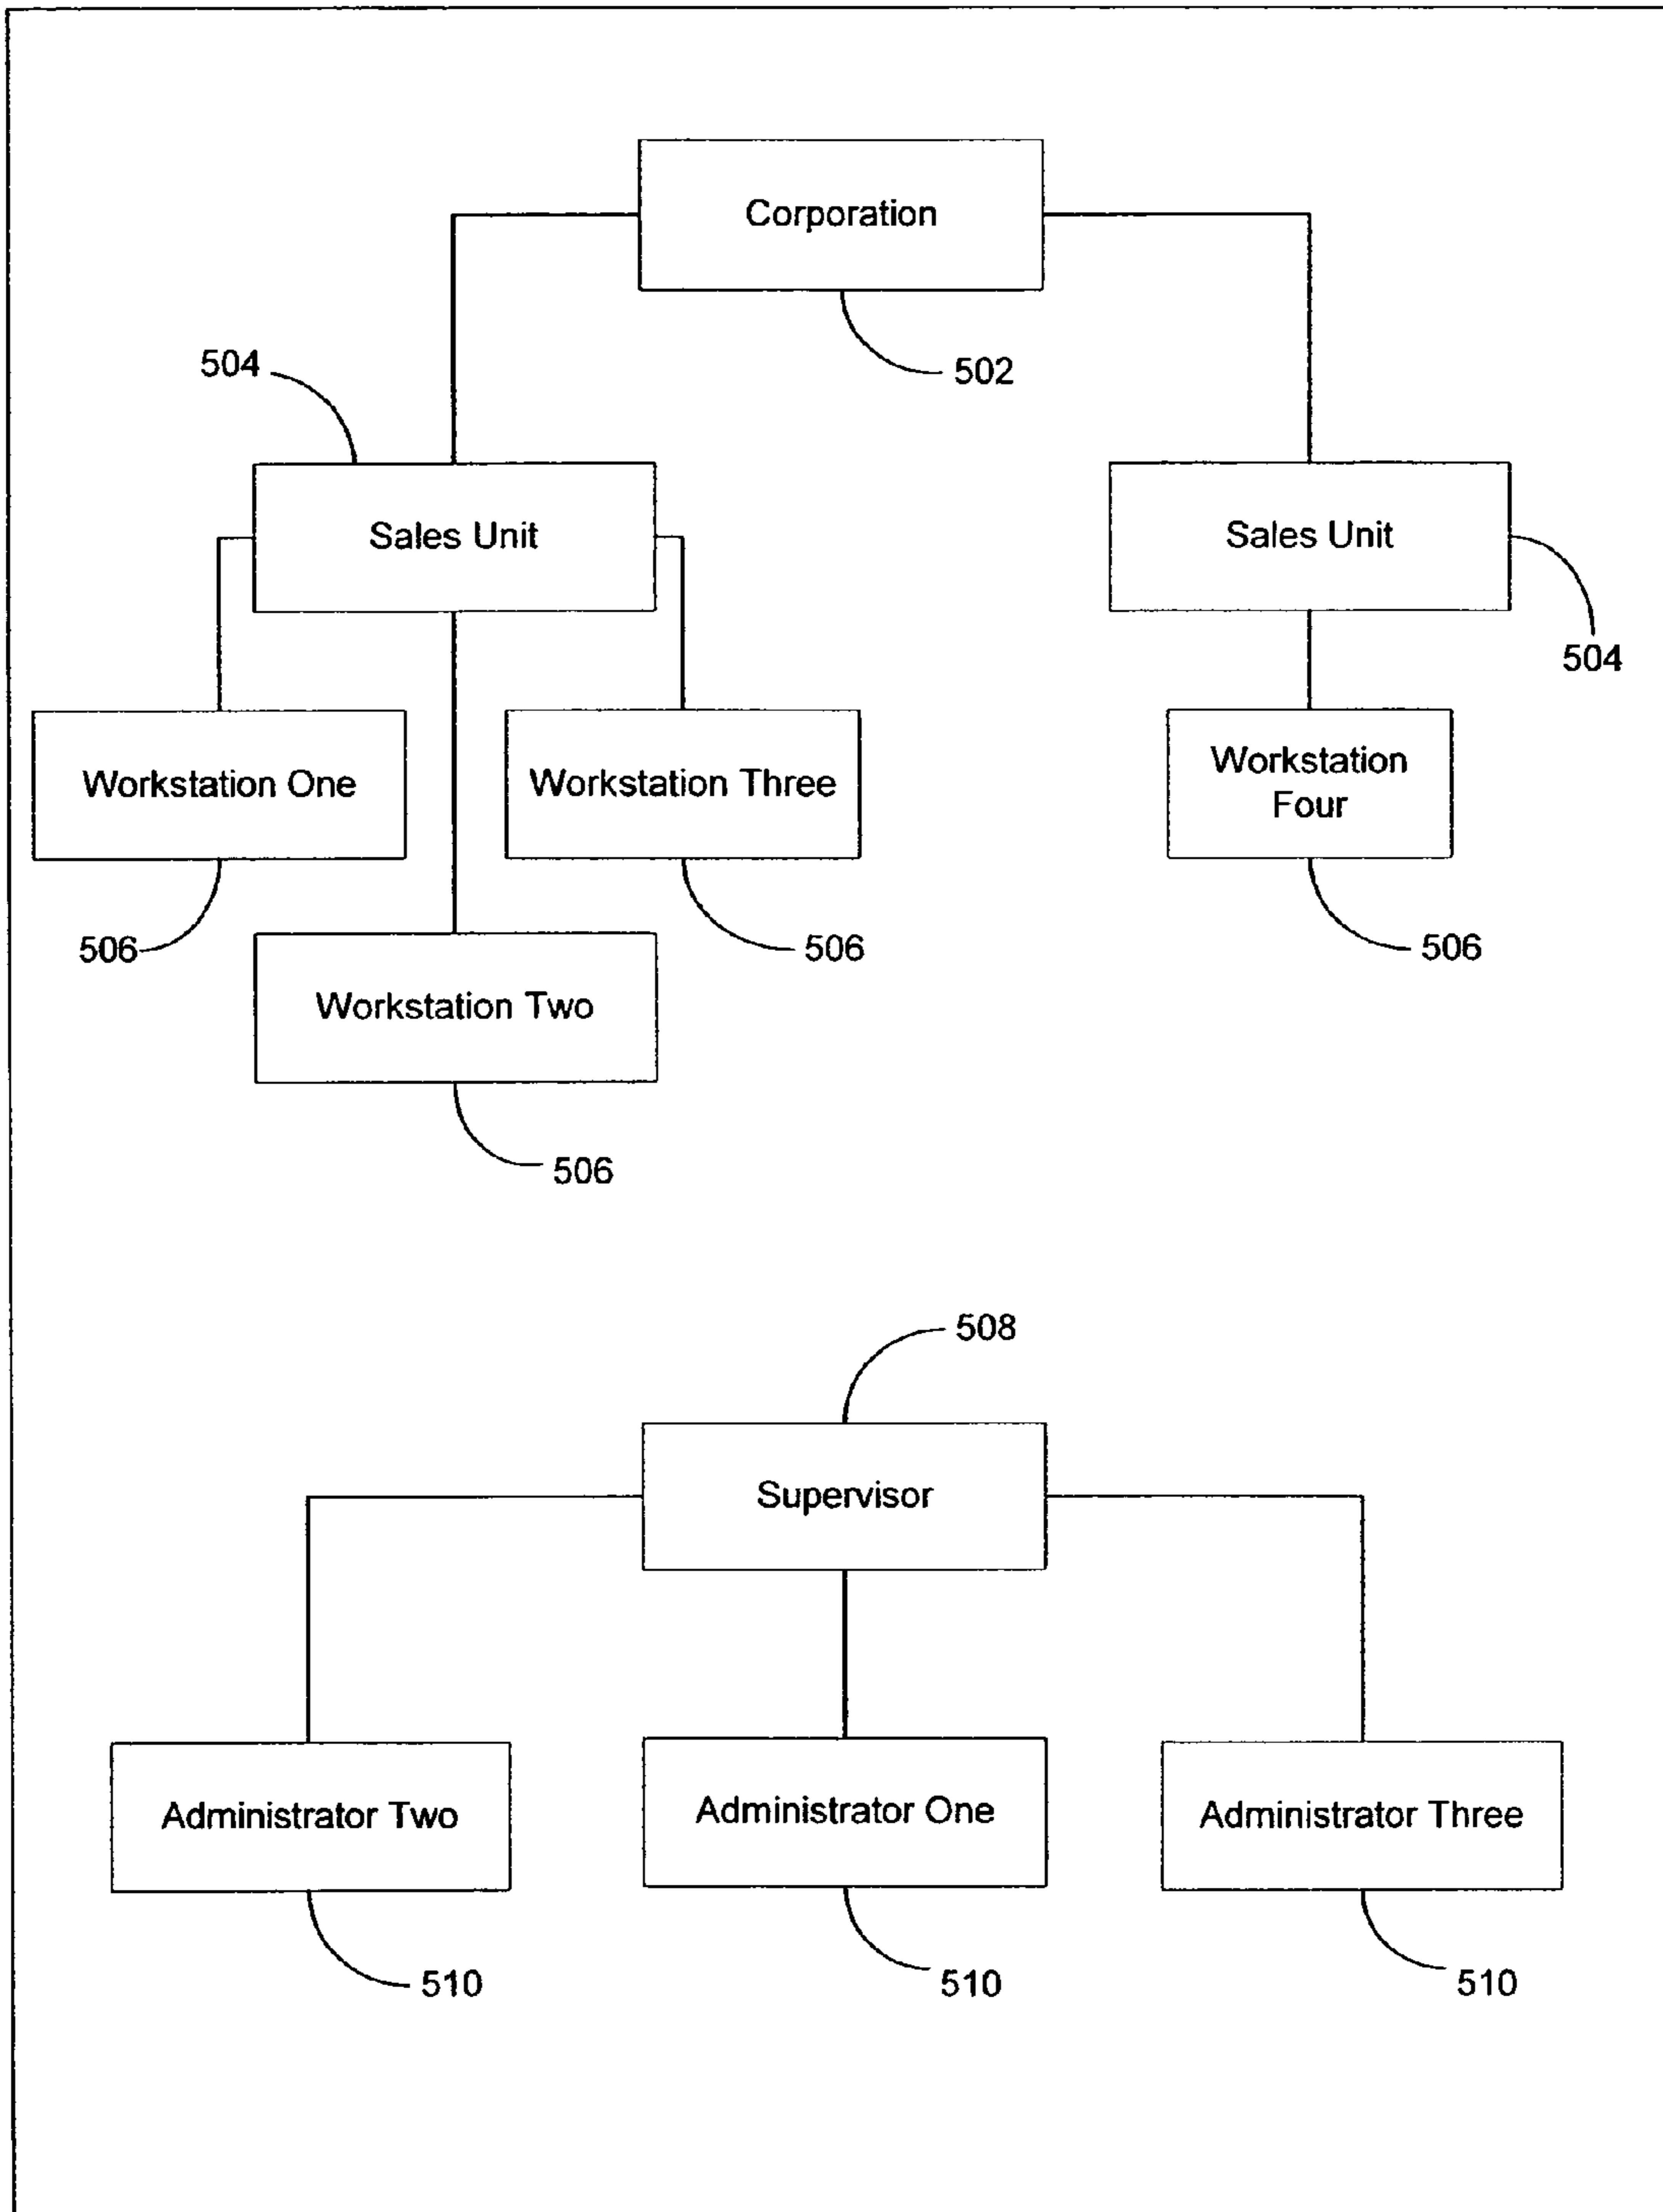 Corporation
502
504
Sales Unit
Sales Unit
504
Workstation One
Workstation Three
Workstation
Four
506
506
506
Workstation Two
506
508
Supervisor
Administrator Two
Administrator One
Administrator Three
510
510
510